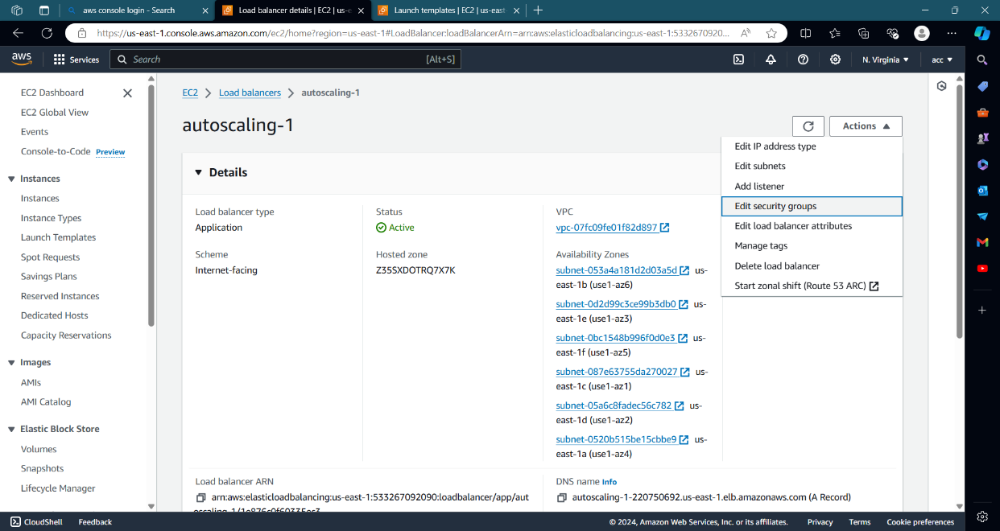 aws console login - Search
Load balancer details | EC2 | us-e
Launch templates | EC2 | us-east
https://us-east-1.console.aws.amazon.com/ec2/home?region=us-east-1#LoadBalancer:loadBalancerArn=arn:aws:elasticloadbalancing:us-east-1:5332670920...
aws
Services
Search
[Alt+S]
N. Virginia
acc
EC2 Dashboard
EC2 Global View
Events
Console-to-Code Preview
Instances
Instances
Instance Types
Launch Templates
Spot Requests
Savings Plans
Reserved Instances
Dedicated Hosts
Capacity Reservations
Images
AMIs
AMI Catalog
Elastic Block Store
Volumes
Snapshots
Lifecycle Manager
EC2
Load balancers
autoscaling-1
autoscaling-1
Actions
Edit IP address type
Edit subnets
Add listener
Edit security groups
Edit load balancer attributes
Manage tags
Delete load balancer
Start zonal shift (Route 53 ARC)
Details
Load balancer type
Application
Scheme
Internet-facing
Status
Active
Hosted zone
Z35SXDOTRQ7X7K
VPC
vpc-07fc09fe01f82d897
Availability Zones
subnet-053a4a181d2d03a5d us-
east-1b (use1-az6)
subnet-0d2d99c3ce99b3db0 us-
east-1e (use1-az3)
subnet-0bc1548b996f0d0e3 us-
east-1f (use1-az5)
subnet-087e63755da270027 us-
east-1c (use1-az1)
subnet-05a6c8fadec56c782 us-
east-1d (use1-az2)
subnet-0520b515be15cbbe9 us-
east-1a (use1-az4)
Load balancer ARN
arn:aws:elasticloadbalancing:us-east-1:533267092090:loadbalancer/app/aut
DNS name Info
autoscaling-1-220750692.us-east-1.elb.amazonaws.com (A Record)
CloudShell
Feedback
© 2024, Amazon Web Services, Inc. or its affiliates.
Privacy
Terms
Cookie preferences